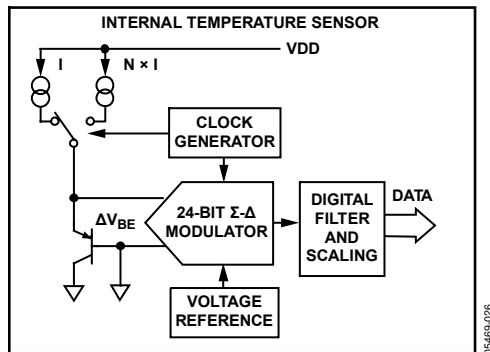 INTERNAL TEMPERATURE SENSOR
VDD
I
N × I
CLOCK
GENERATOR
ΔVBE
24-BIT Σ-Δ
MODULATOR
DIGITAL
FILTER
AND
SCALING
DATA
VOLTAGE
REFERENCE
05469-026